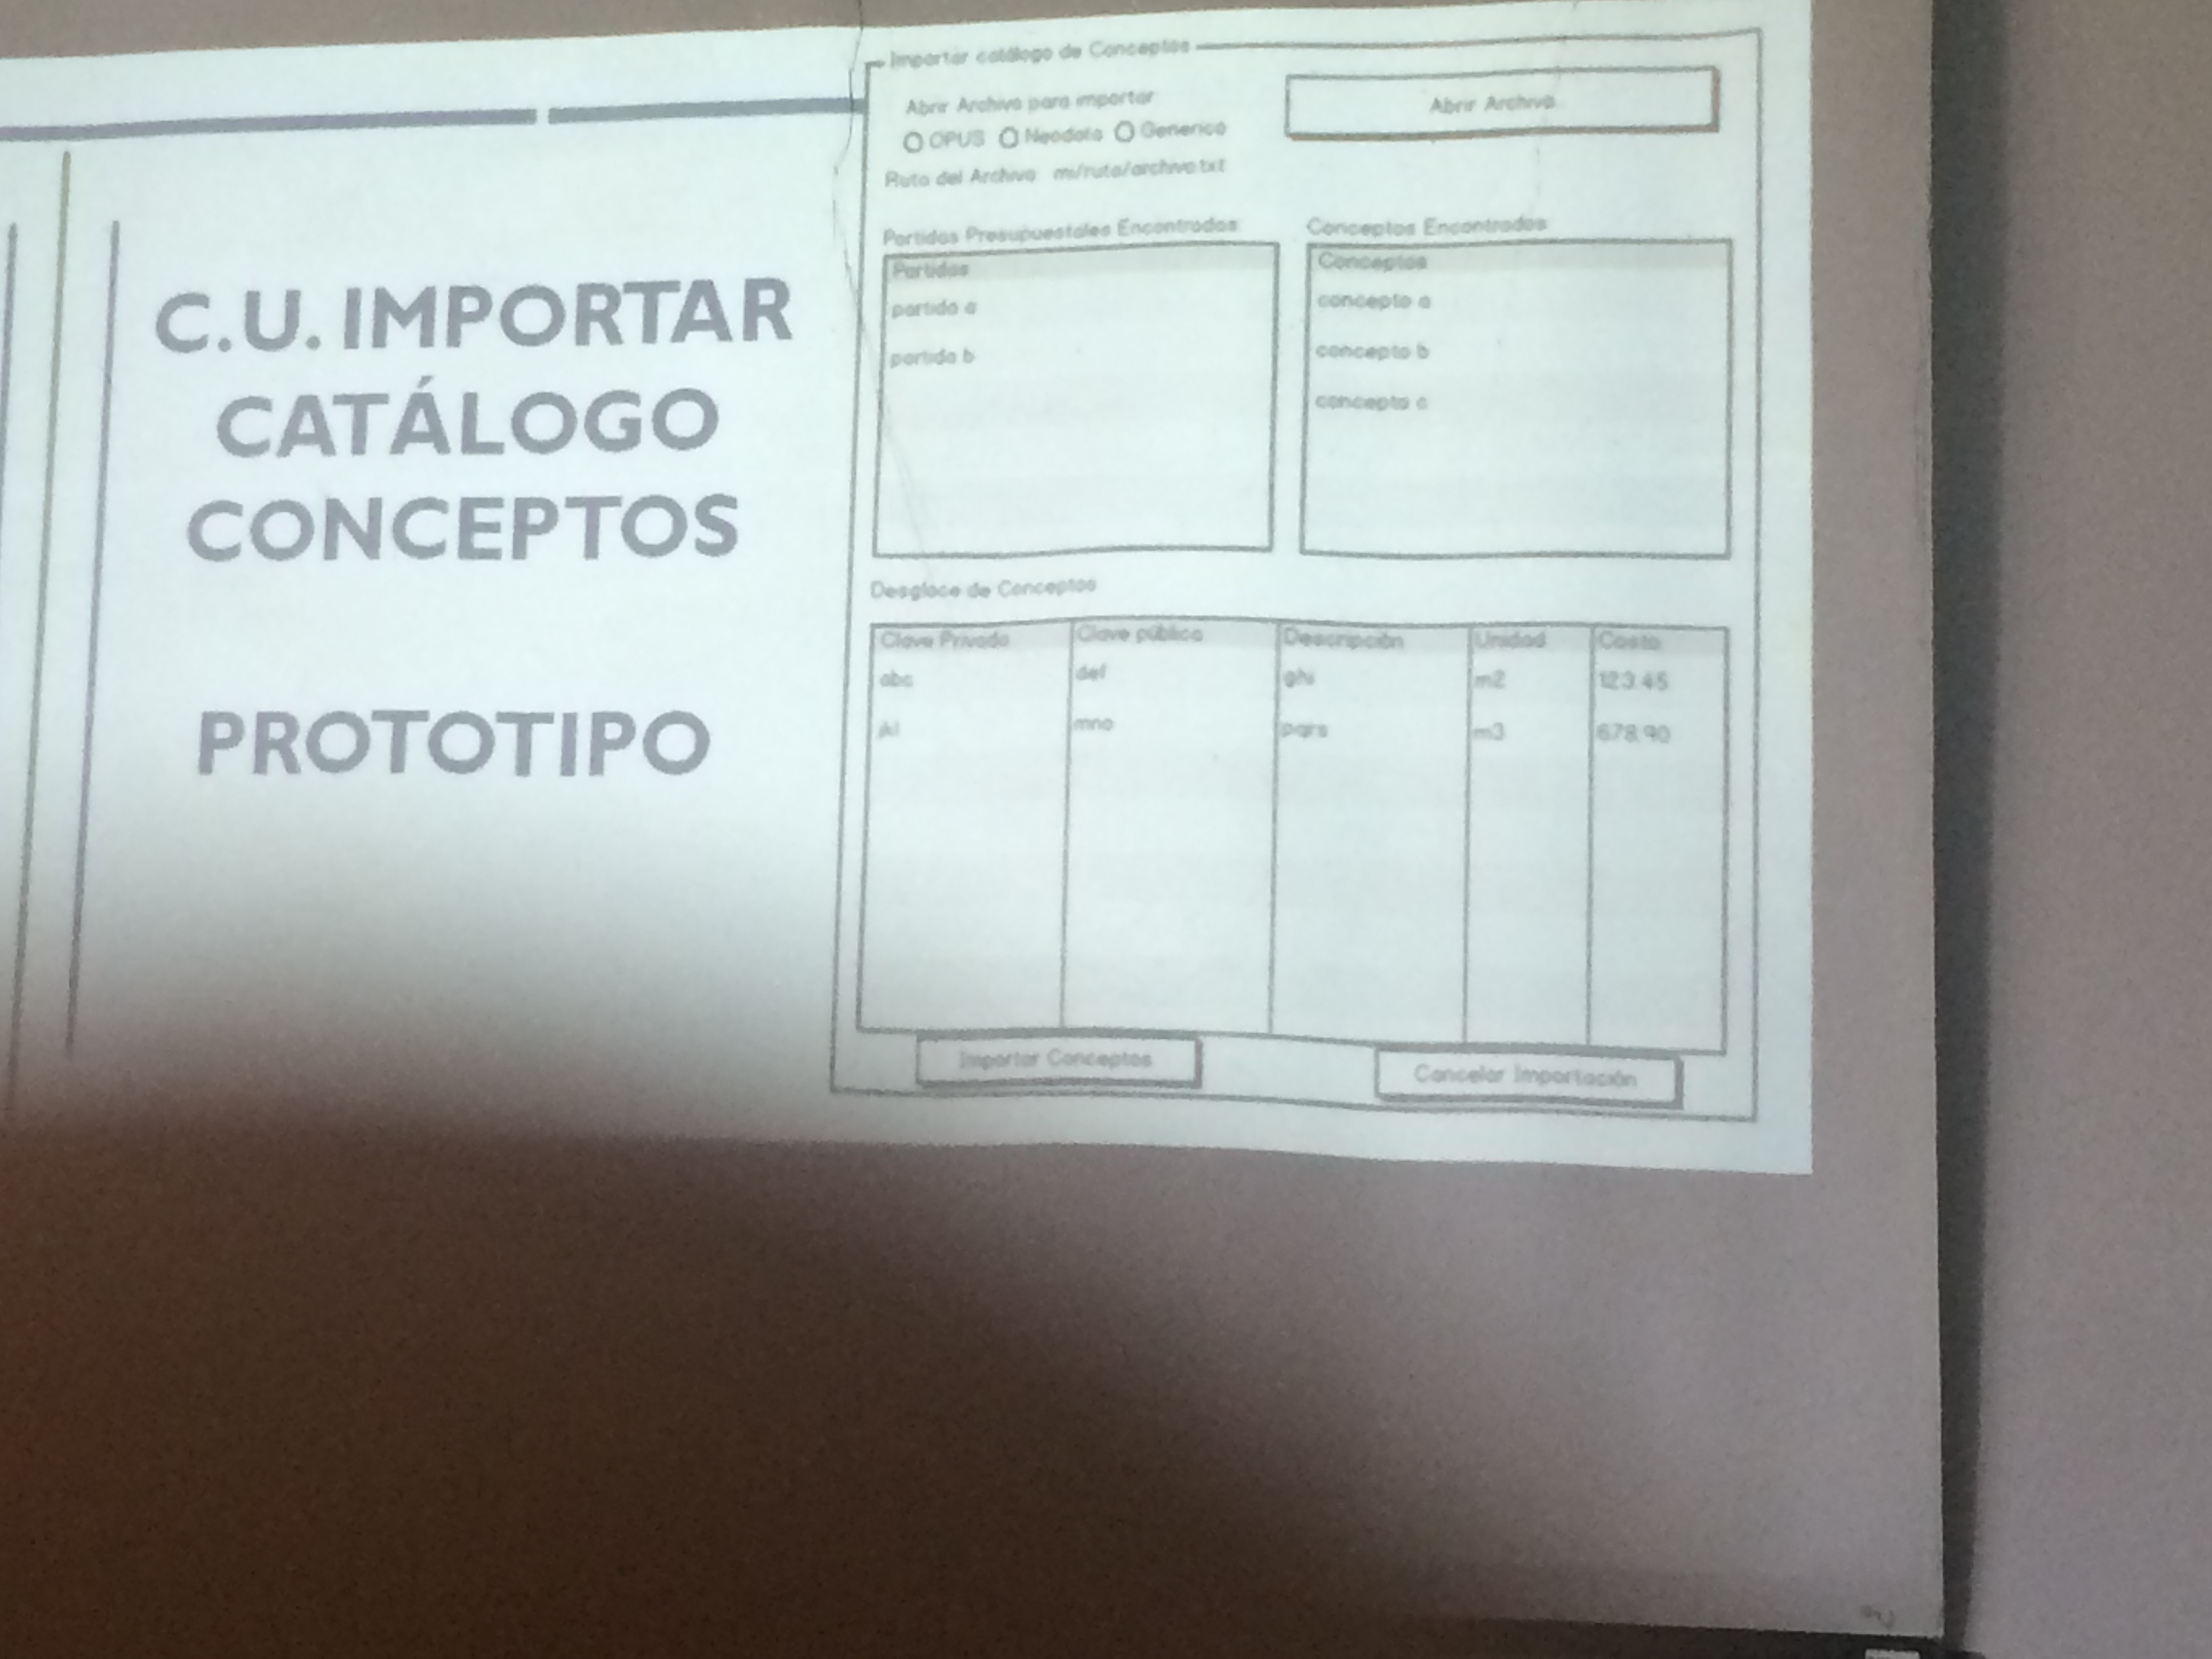 C.U. IMPORTAR
CATÁLOGO
CONCEPTOS
PROTOTIPO
Importar catálogo de Conceptos
Abrir Archivo para importar
Abrir Archivo
OPUS Neodata Generico
Ruta del Archivo mi/ruta/archivo.txt
Partidas Presupuestales Encontradas:
Conceptos Encontrados
Partidas
partida a
partida b
Conceptos
concepto a
concepto b
concepto c
Desgloce de Conceptos
Clave Privada Clave pública Descripción Unidad Costo
abc def ghi m2 123.45
jkl mno pqrs m3 678.90
Importar Conceptos
Cancelar Importación